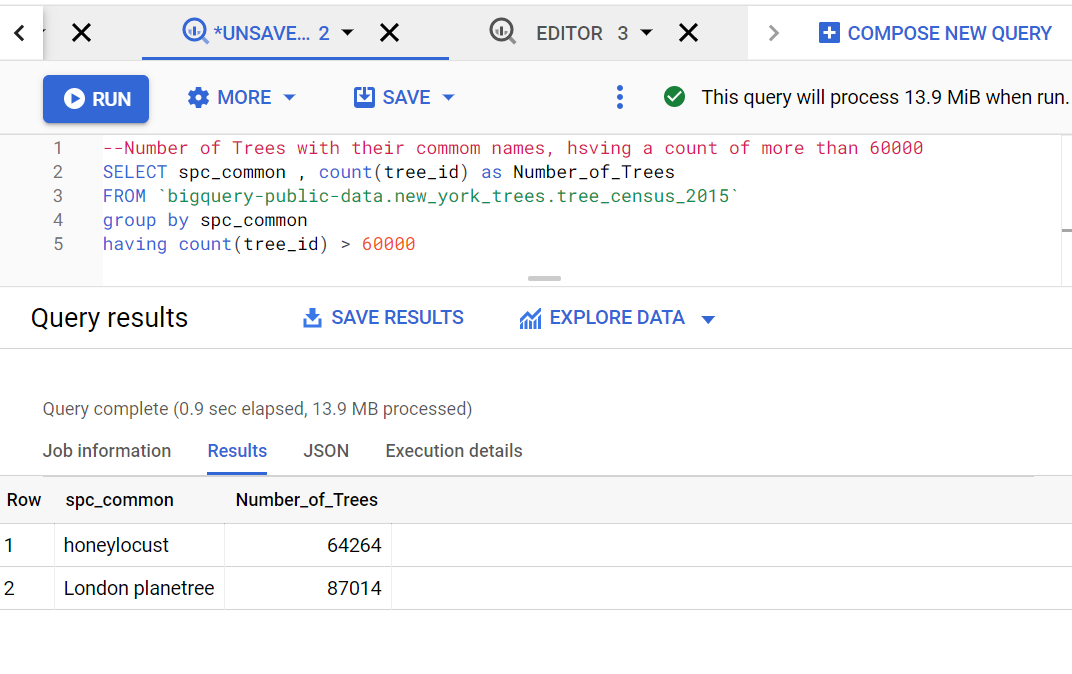 *UNSAVE... 2 EDITOR 3 COMPOSE NEW QUERY
RUN MORE SAVE This query will process 13.9 MiB when run.
1 --Number of Trees with their commom names, hsving a count of more than 60000
2 SELECT spc_common , count(tree_id) as Number_of_Trees
3 FROM `bigquery-public-data.new_york_trees.tree_census_2015`
4 group by spc_common
5 having count(tree_id) > 60000
Query results SAVE RESULTS EXPLORE DATA
Query complete (0.9 sec elapsed, 13.9 MB processed)
Job information Results JSON Execution details
Row spc_common Number_of_Trees
1 honeylocust 64264
2 London planetree 87014